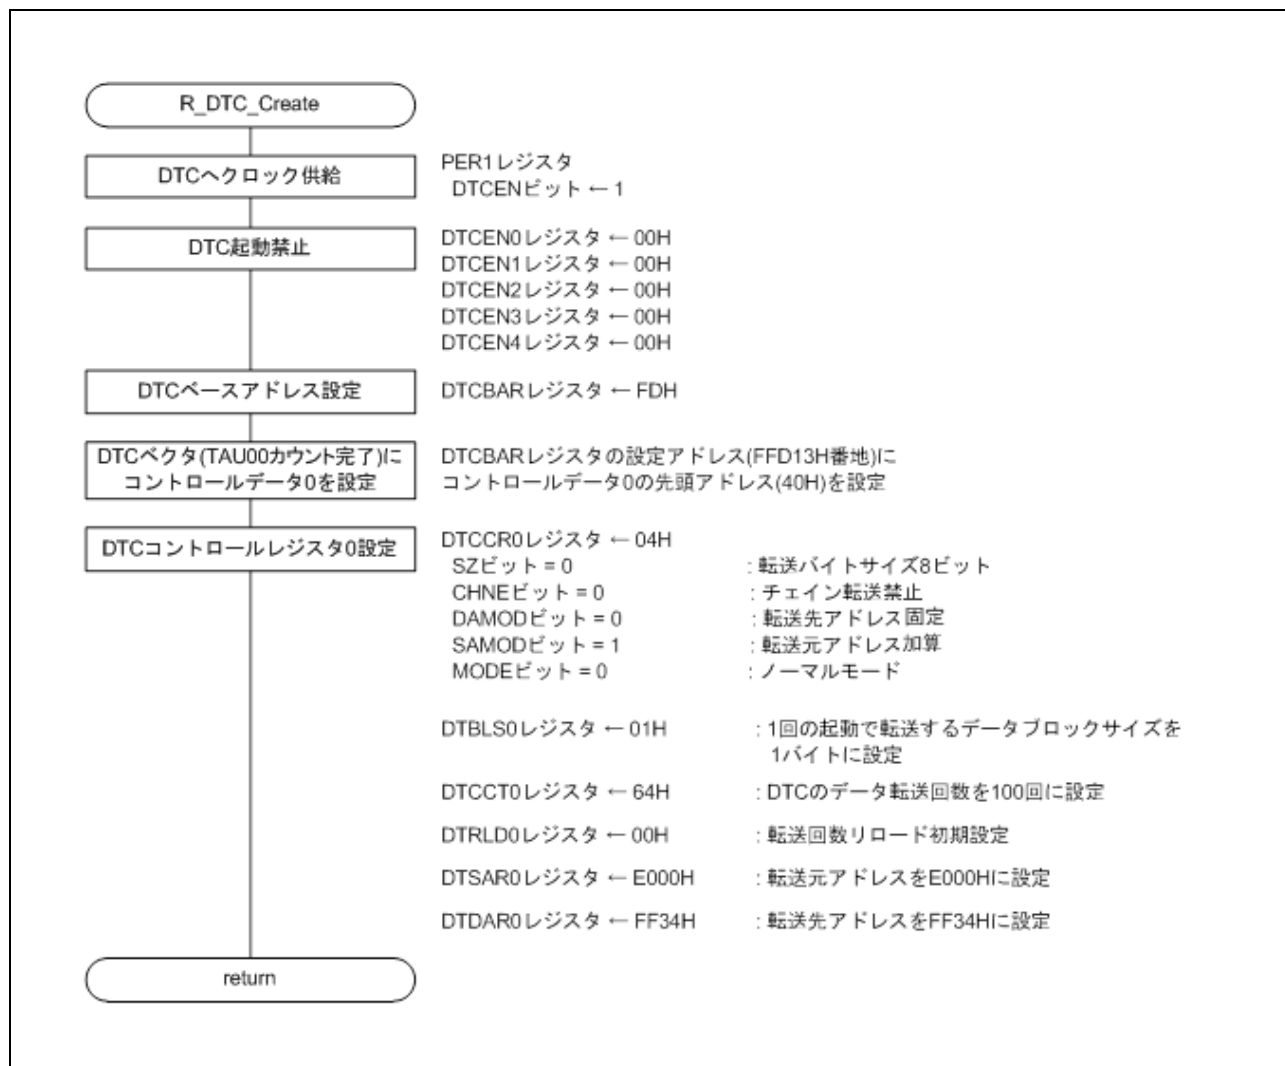 R_DTC_Create
DTCへクロック供給
PER1レジスタ
DTCENビット ← 1
DTC起動禁止
DTCEN0レジスタ ← 00H
DTCEN1レジスタ ← 00H
DTCEN2レジスタ ← 00H
DTCEN3レジスタ ← 00H
DTCEN4レジスタ ← 00H
DTCベースアドレス設定
DTCBARレジスタ ← FDH
DTCベクタ(TAU00カウント完了)に
コントロールデータ0を設定
DTCBARレジスタの設定アドレス(FFD13H番地)に
コントロールデータ0の先頭アドレス(40H)を設定
DTCコントロールレジスタ0設定
DTCCR0レジスタ ← 04H
SZビット = 0 : 転送バイトサイズ8ビット
CHNEビット = 0 : チェイン転送禁止
DAMODビット = 0 : 転送先アドレス固定
SAMODビット = 1 : 転送元アドレス加算
MODEビット = 0 : ノーマルモード
DTBLS0レジスタ ← 01H : 1回の起動で転送するデータブロックサイズを
1バイトに設定
DTCCT0レジスタ ← 64H : DTCのデータ転送回数を100回に設定
DTRLD0レジスタ ← 00H : 転送回数リロード初期設定
DTSAR0レジスタ ← E000H : 転送元アドレスをE000Hに設定
DTDAR0レジスタ ← FF34H : 転送先アドレスをFF34Hに設定
return